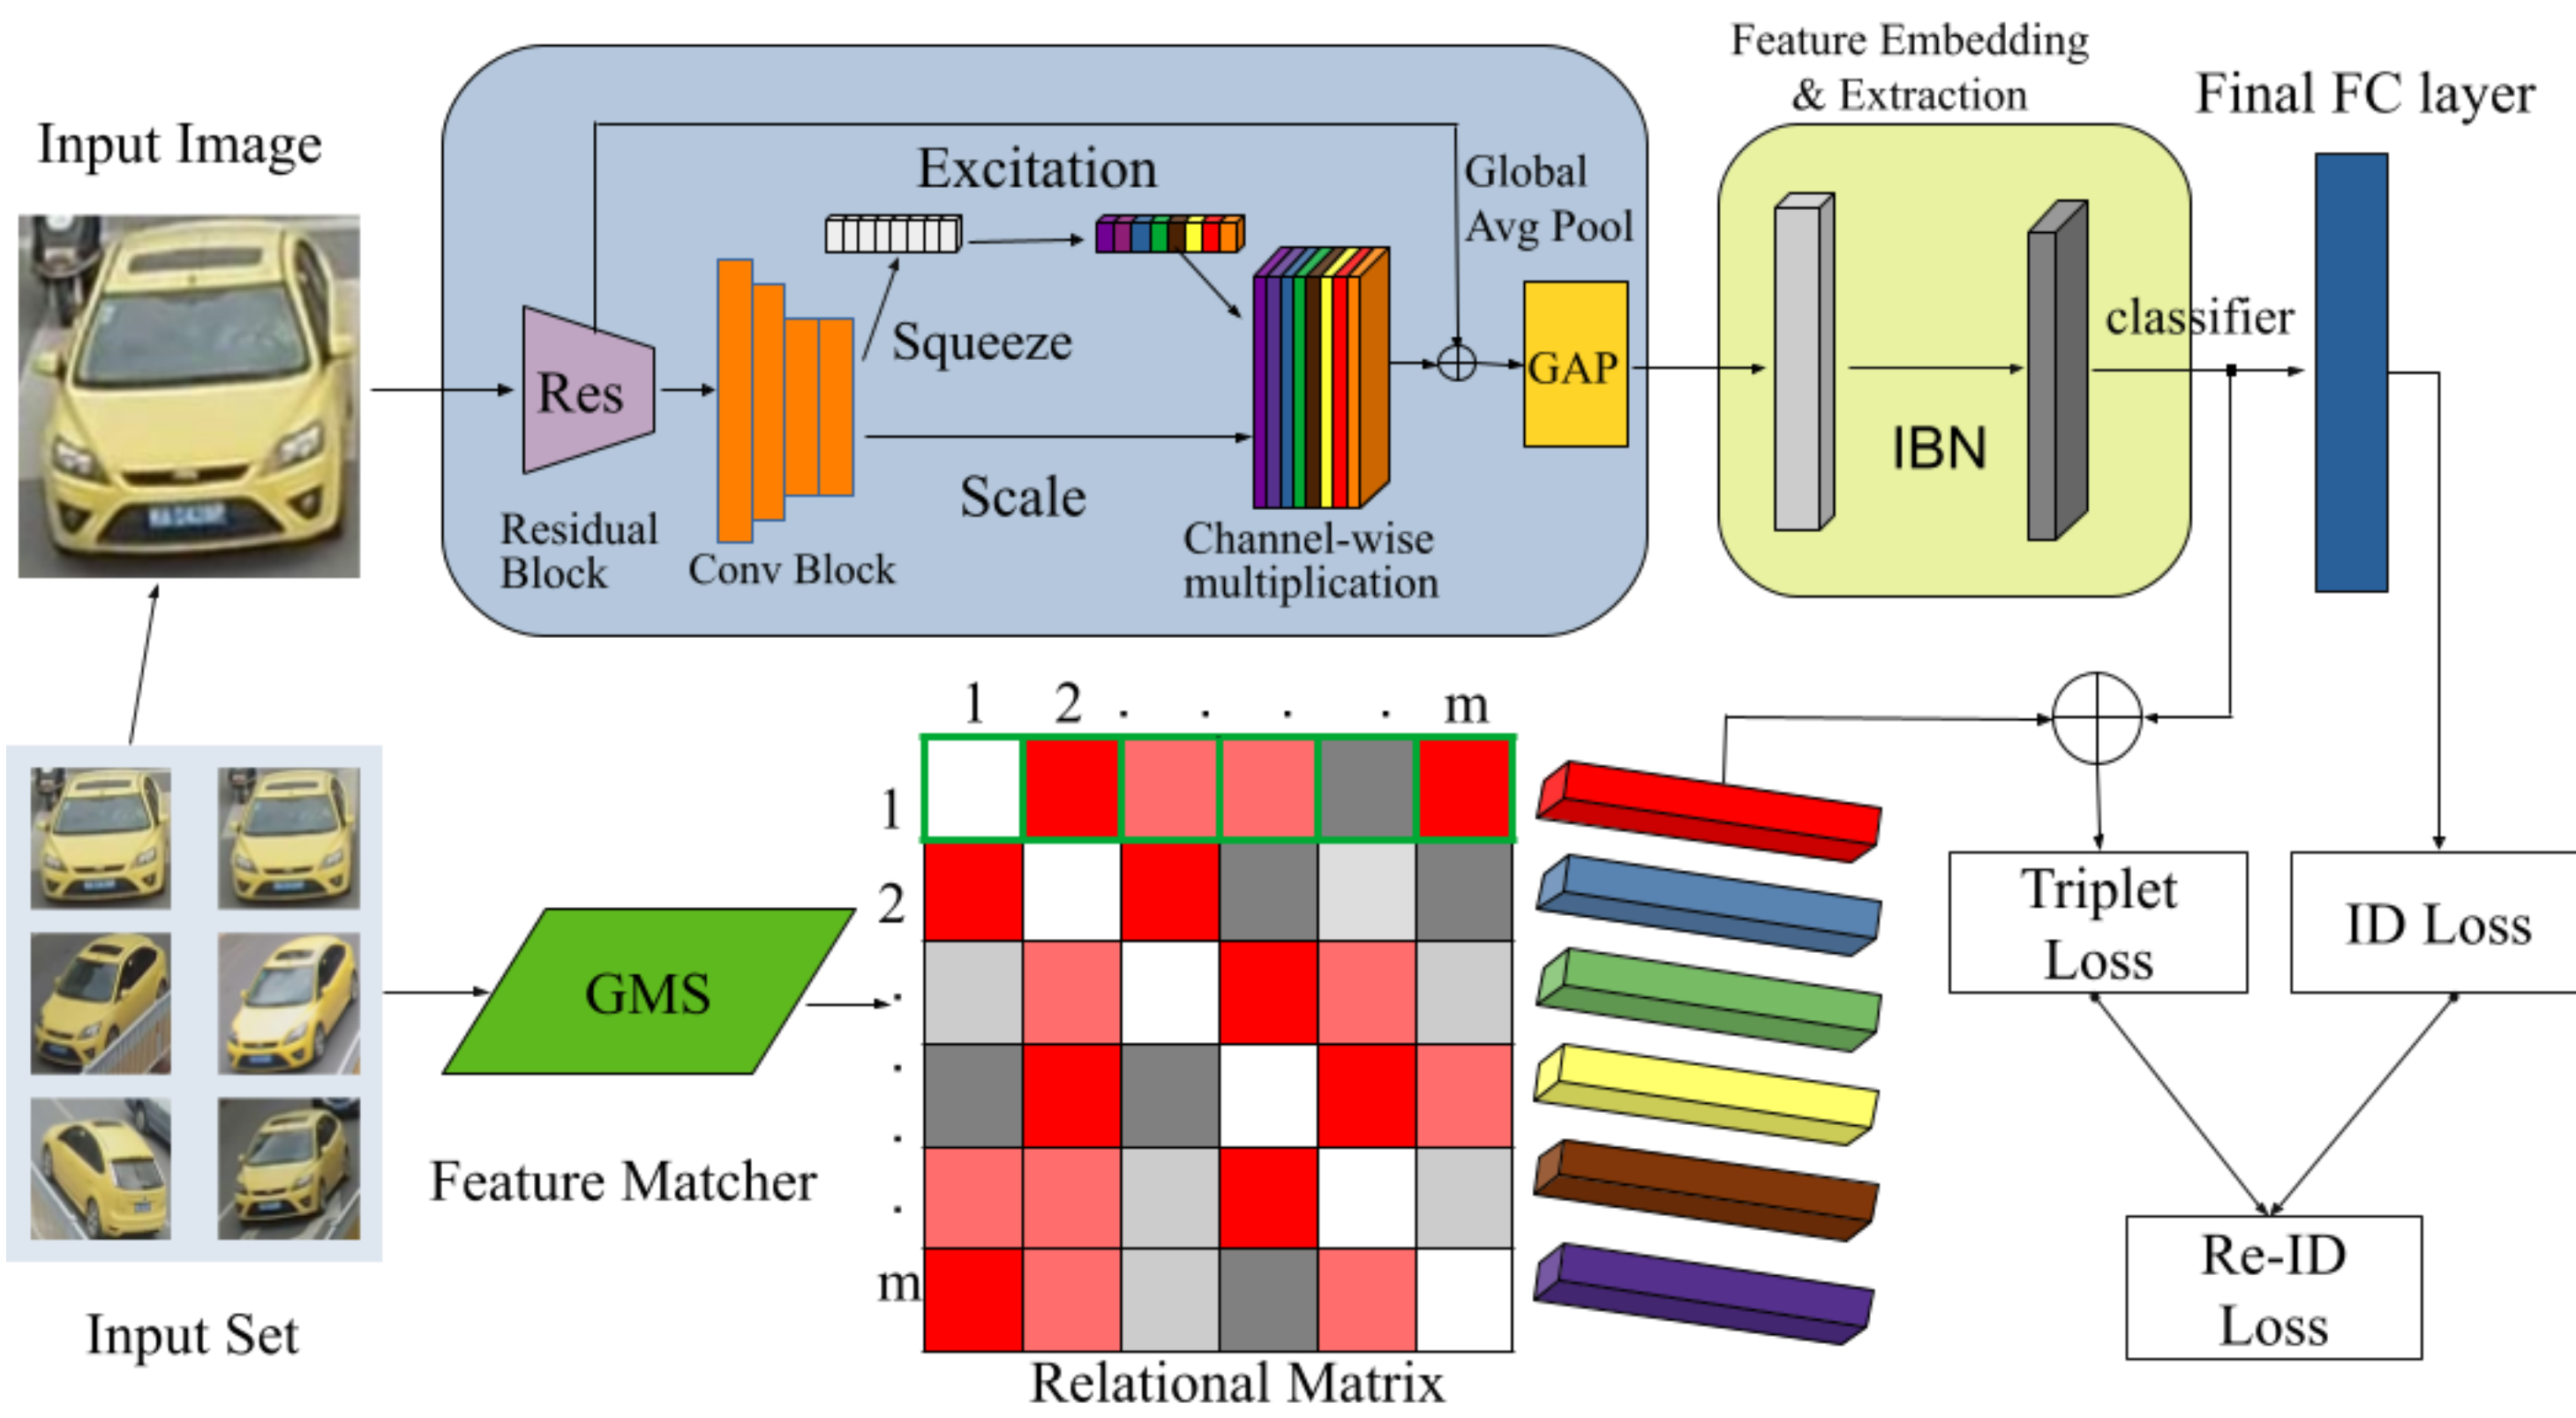 Input Image
Feature Embedding
& Extraction
Final FC layer
Excitation
Global
Avg Pool
Squeeze
Res
GAP
classifier
IBN
Scale
Residual
Block
Conv Block
Channel-wise
multiplication
1 2 . . . . m
1
2
.
.
.
.
m
GMS
Feature Matcher
Input Set
Relational Matrix
Triplet
Loss
ID Loss
Re-ID
Loss